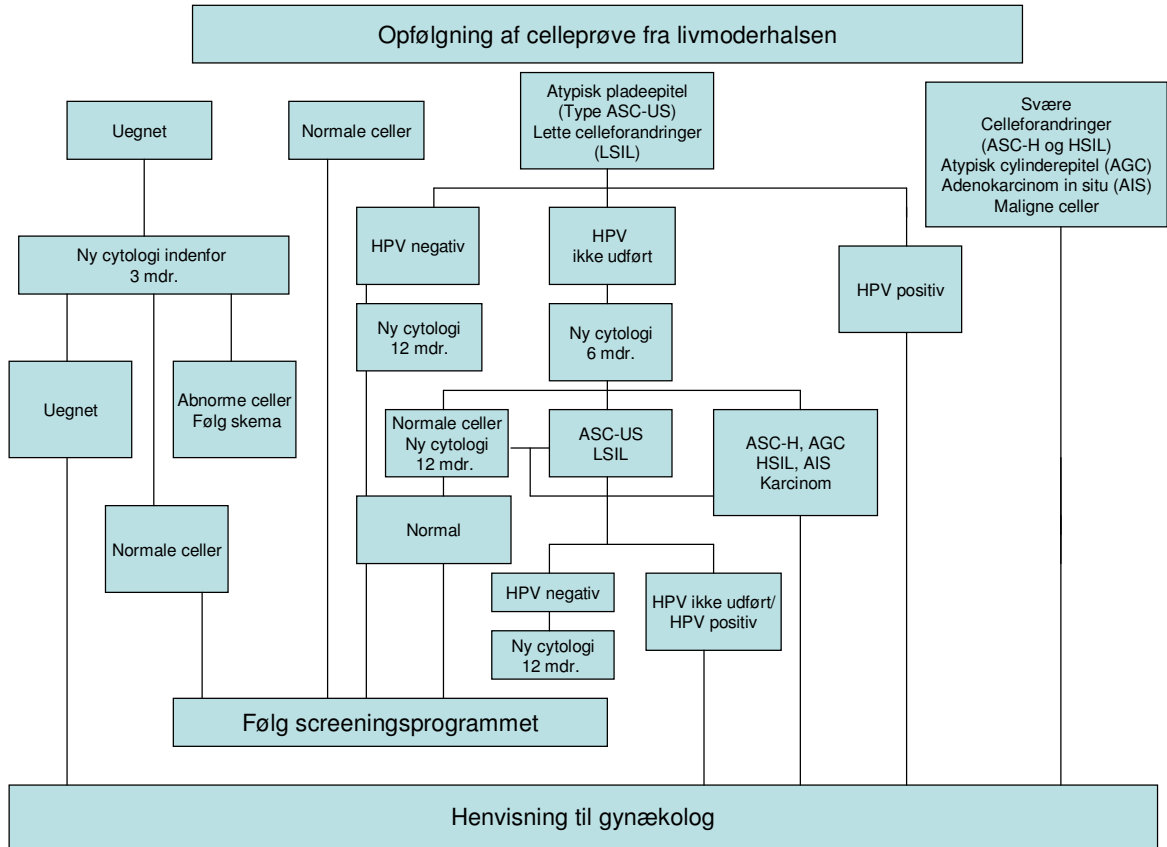 Opfølgning af celleprøve fra livmoderhalsen
Uegnet
Normale celler
Atypisk pladeepitel
(Type ASC-US)
Lette celleforandringer
(LSIL)
Svære
Celleforandringer
(ASC-H og HSIL)
Atypisk cylinderepitel (AGC)
Adenokarcinom in situ (AIS)
Maligne celler
Ny cytologi indenfor
3 mdr.
HPV negativ
HPV
ikke udført
HPV positiv
Ny cytologi
12 mdr.
Ny cytologi
6 mdr.
Uegnet
Abnorme celler
Følg skema
Normale celler
Ny cytologi
12 mdr.
ASC-US
LSIL
ASC-H, AGC
HSIL, AIS
Karcinom
Normale celler
Normal
HPV negativ
HPV ikke udført/
HPV positiv
Ny cytologi
12 mdr.
Følg screeningsprogrammet
Henvisning til gynækolog